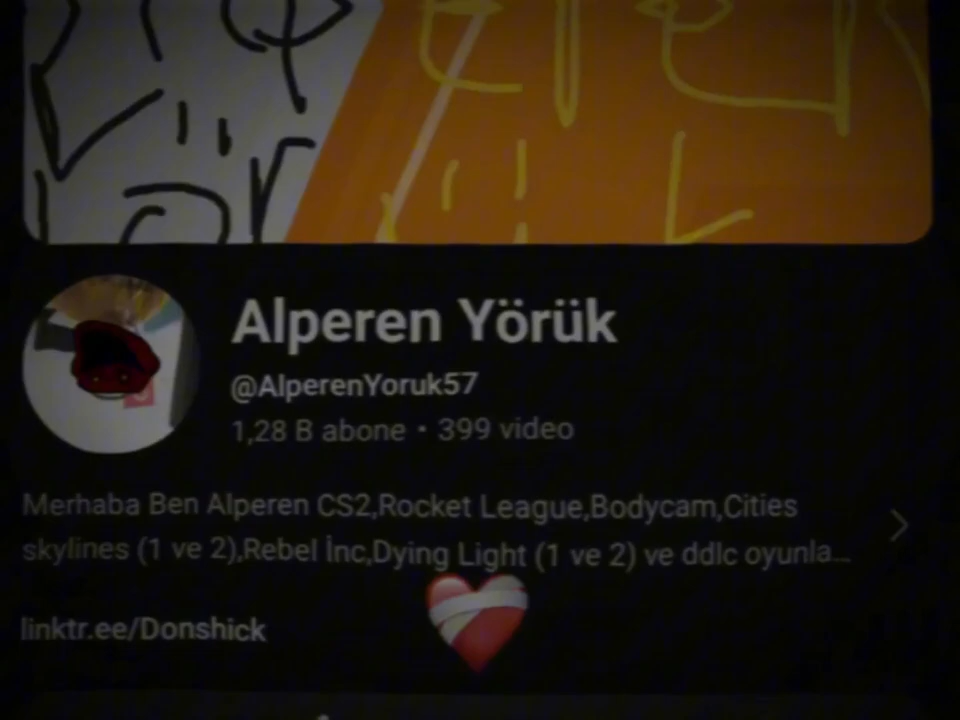 Alperen Yörük
@AlperenYoruk57
1,28 B abone • 399 video
Merhaba Ben Alperen CS2,Rocket League,Bodycam,Cities
skylines (1 ve 2),Rebel İnc,Dying Light (1 ve 2) ve ddlc oyunla...
linktr.ee/Donshick